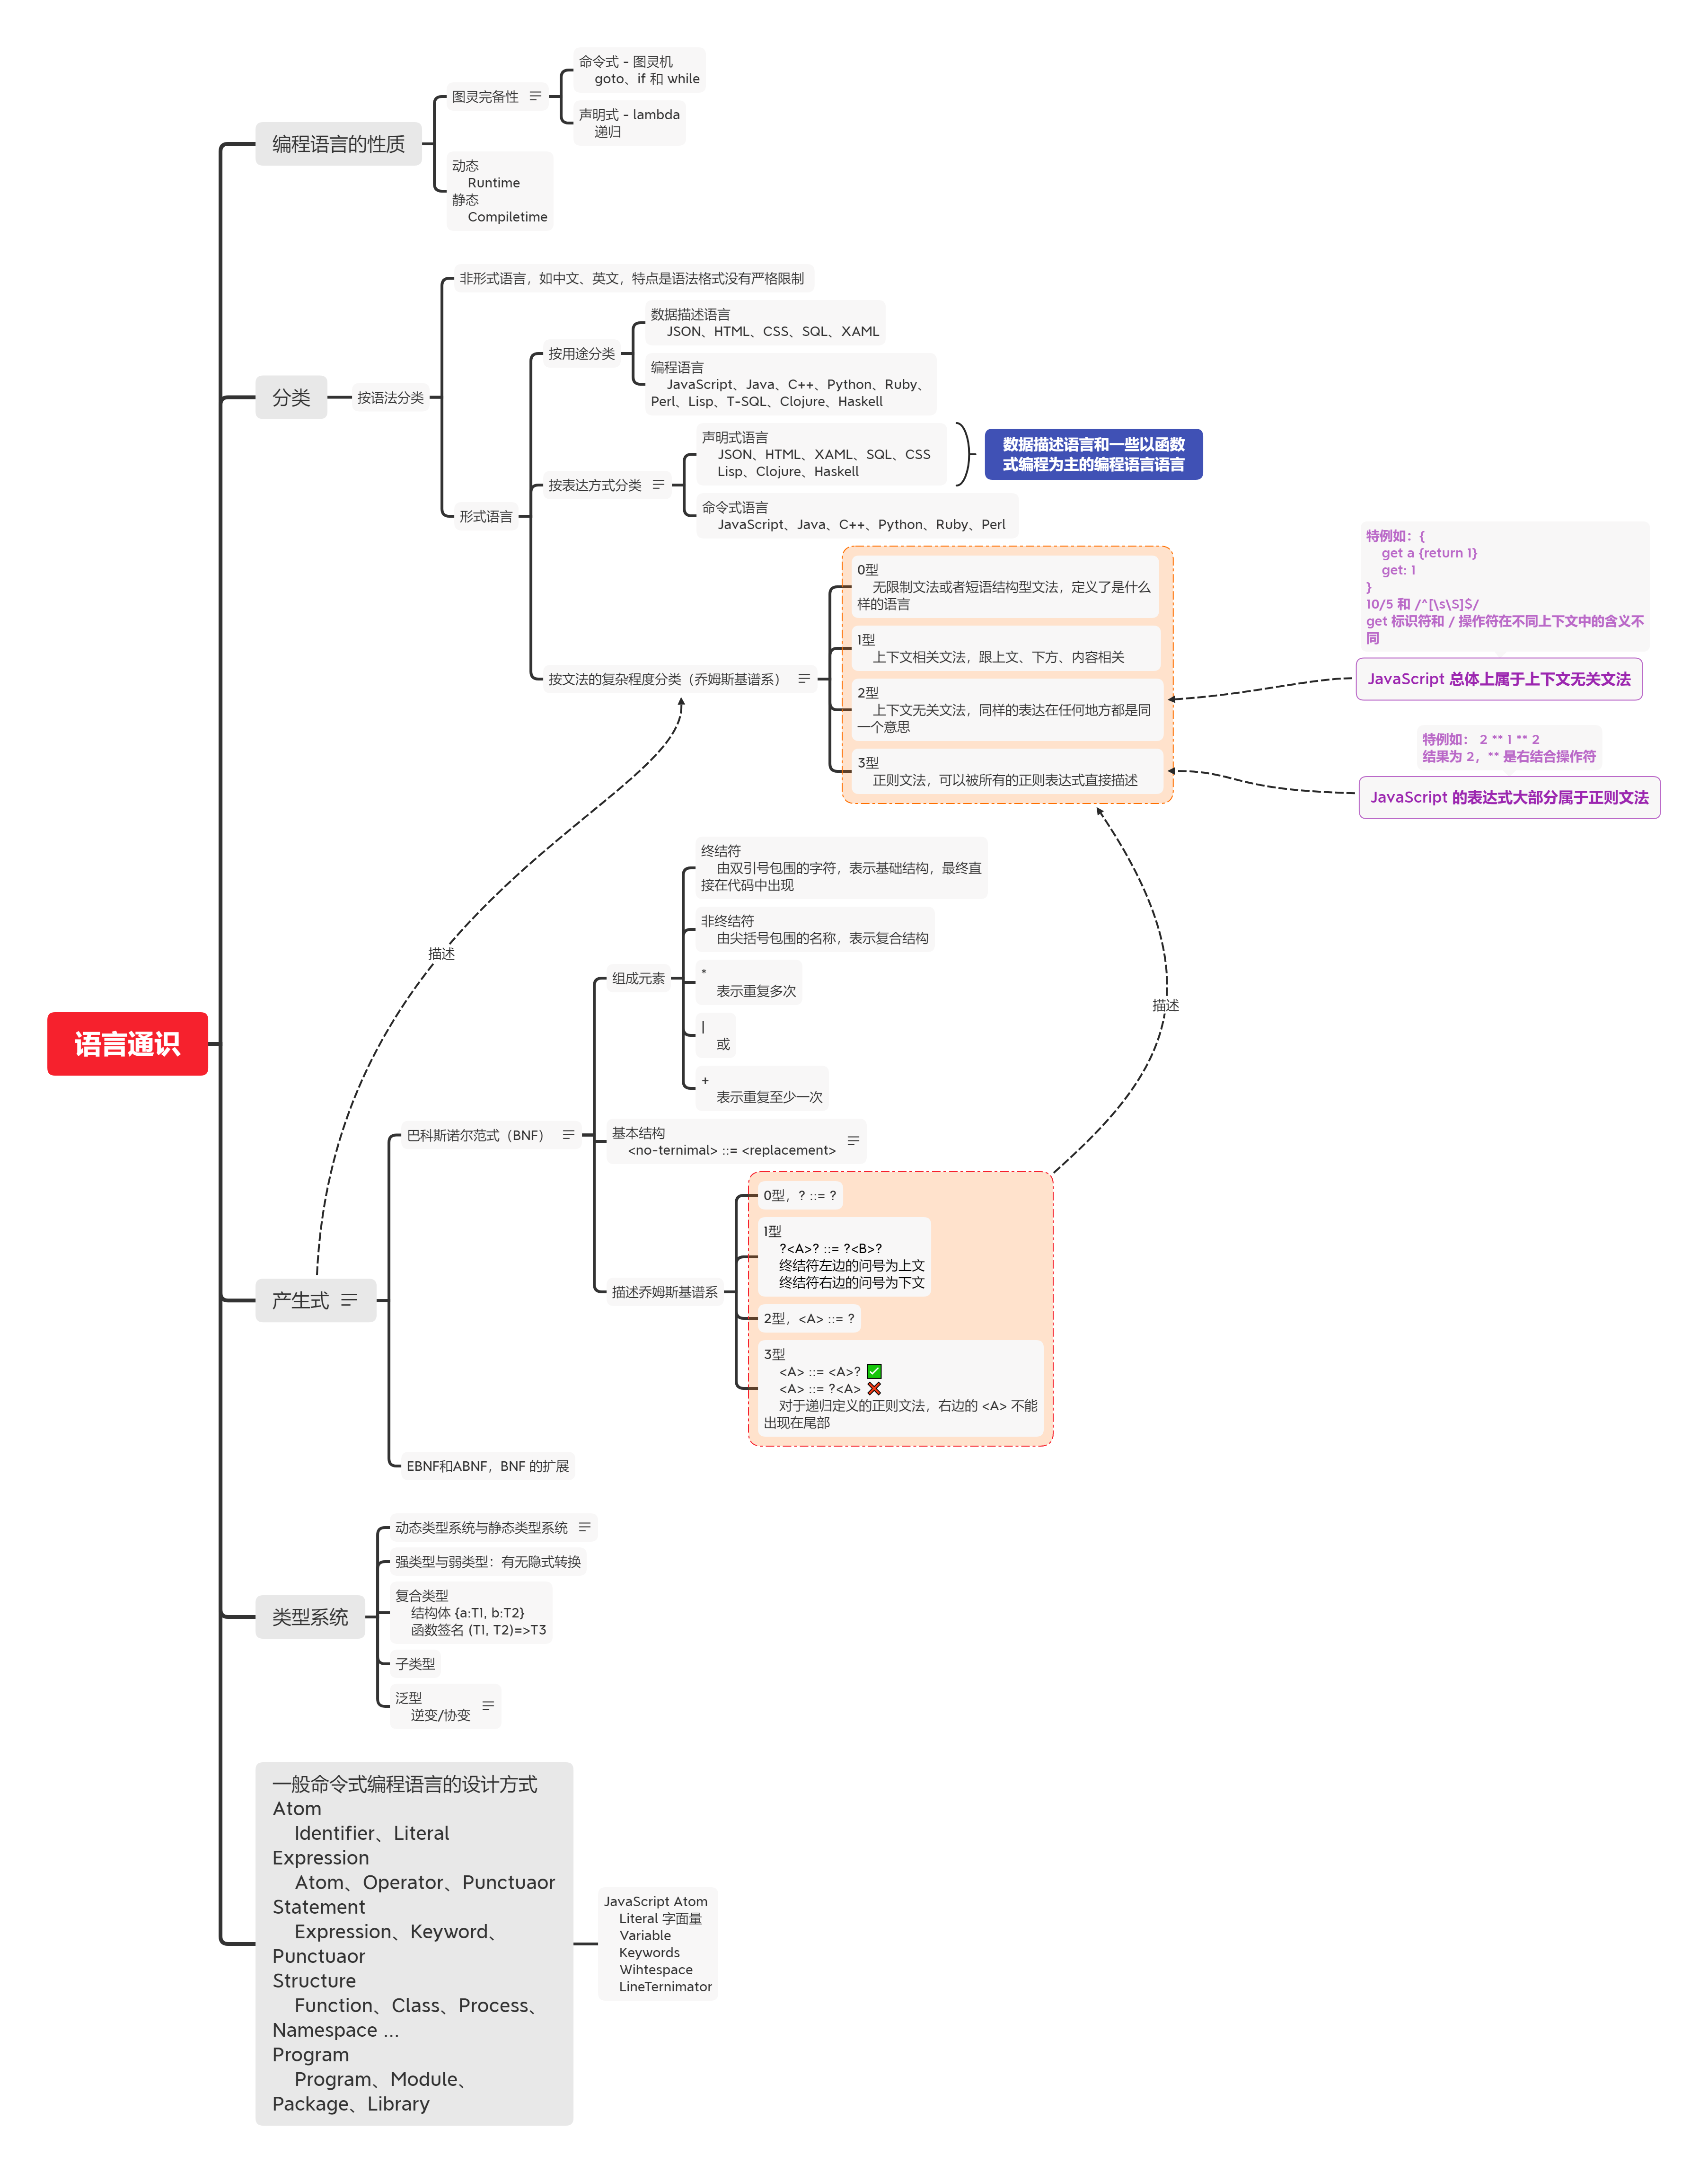 语言通识
编程语言的性质
图灵完备性
命令式 - 图灵机
goto、if 和 while
声明式 - lambda
递归
动态
Runtime
静态
Compiletime
分类
按语法分类
非形式语言，如中文、英文，特点是语法格式没有严格限制
形式语言
按用途分类
数据描述语言
JSON、HTML、CSS、SQL、XAML
编程语言
JavaScript、Java、C++、Python、Ruby、
Perl、Lisp、T-SQL、Clojure、Haskell
按表达方式分类
声明式语言
JSON、HTML、XAML、SQL、CSS
Lisp、Clojure、Haskell
数据描述语言和一些以函数
式编程为主的编程语言语言
命令式语言
JavaScript、Java、C++、Python、Ruby、Perl
按文法的复杂程度分类（乔姆斯基谱系）
0型
无限制文法或者短语结构型文法，定义了是什么
样的语言
1型
上下文相关文法，跟上文、下方、内容相关
2型
上下文无关文法，同样的表达在任何地方都是同
一个意思
3型
正则文法，可以被所有的正则表达式直接描述
特例如：{
get a {return 1}
get: 1
}
10/5 和 /^[\s\S]$/
get 标识符和 / 操作符在不同上下文中的含义不
同
JavaScript 总体上属于上下文无关文法
特例如： 2 ** 1 ** 2
结果为 2，** 是右结合操作符
JavaScript 的表达式大部分属于正则文法
描述
描述
产生式
巴科斯诺尔范式（BNF）
组成元素
终结符
由双引号包围的字符，表示基础结构，最终直
接在代码中出现
非终结符
由尖括号包围的名称，表示复合结构
*
表示重复多次
|
或
+
表示重复至少一次
基本结构
<no-ternimal> ::= <replacement>
描述乔姆斯基谱系
0型，? ::= ?
1型
?<A>? ::= ?<B>?
终结符左边的问号为上文
终结符右边的问号为下文
2型，<A> ::= ?
3型
<A> ::= <A>? ✅
<A> ::= ?<A> ❌
对于递归定义的正则文法，右边的 <A> 不能
出现在尾部
EBNF和ABNF，BNF 的扩展
类型系统
动态类型系统与静态类型系统
强类型与弱类型：有无隐式转换
复合类型
结构体 {a:T1, b:T2}
函数签名 (T1, T2)=>T3
子类型
泛型
逆变/协变
一般命令式编程语言的设计方式
Atom
Identifier、Literal
Expression
Atom、Operator、Punctuaor
Statement
Expression、Keyword、
Punctuaor
Structure
Function、Class、Process、
Namespace ...
Program
Program、Module、
Package、Library
JavaScript Atom
Literal 字面量
Variable
Keywords
Wihtespace
LineTernimator